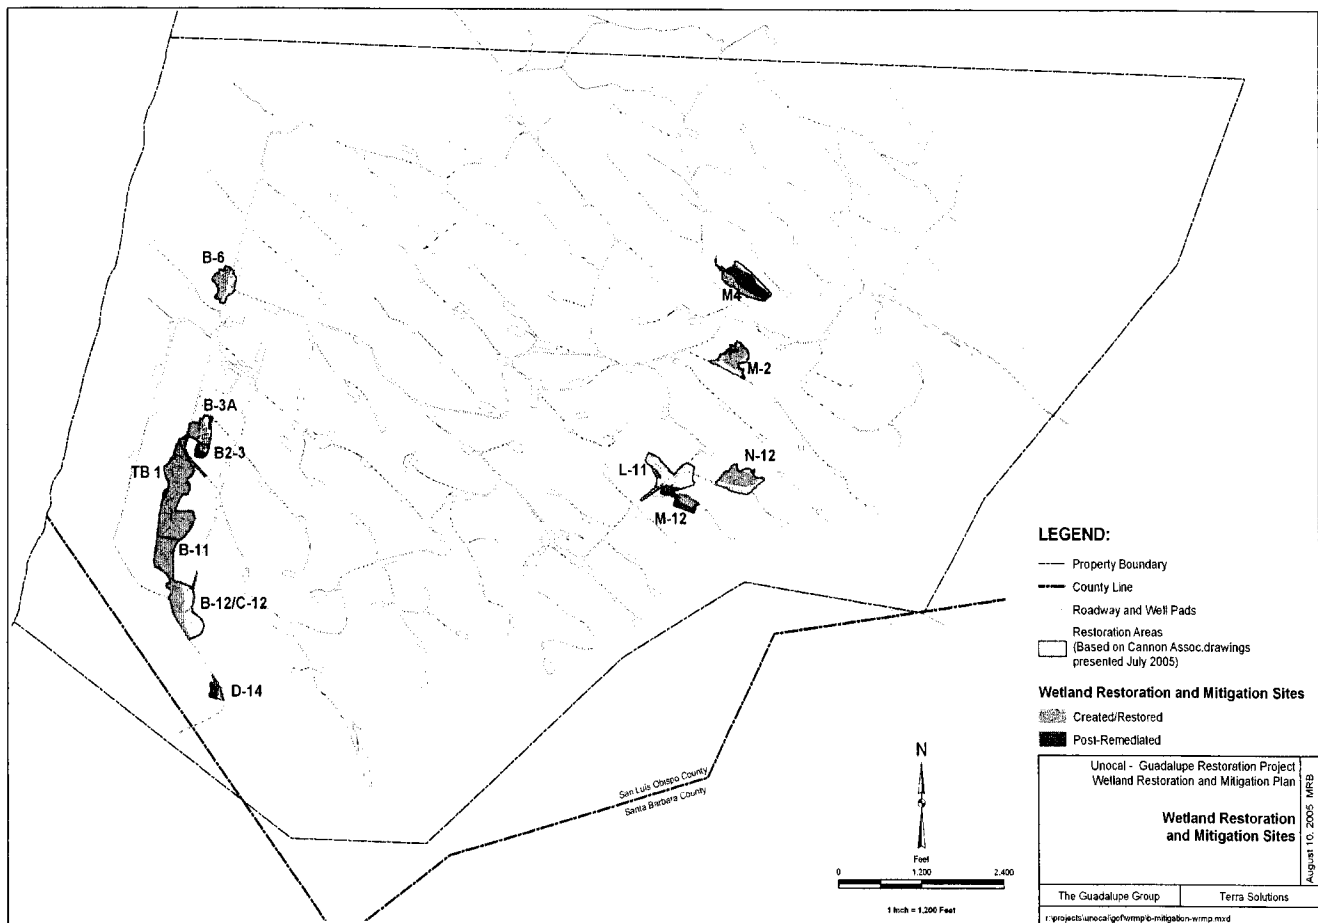 B-6
M4
M-2
B-3A
B2-3
TB 1
L-11
N-12
M-12
B-11
B-12/C-12
D-14
San Luis Obispo County
Santa Barbara County
N
Feet
0 1,200 2,400
1 Inch = 1,200 Feet
LEGEND:
Property Boundary
County Line
Roadway and Well Pads
Restoration Areas
(Based on Cannon Assoc.drawings
presented July 2005)
Wetland Restoration and Mitigation Sites
Created/Restored
Post-Remediated
Unocal - Guadalupe Restoration Project
Wetland Restoration and Mitigation Plan
Wetland Restoration
and Mitigation Sites
August 10, 2005 MRB
The Guadalupe Group
Terra Solutions